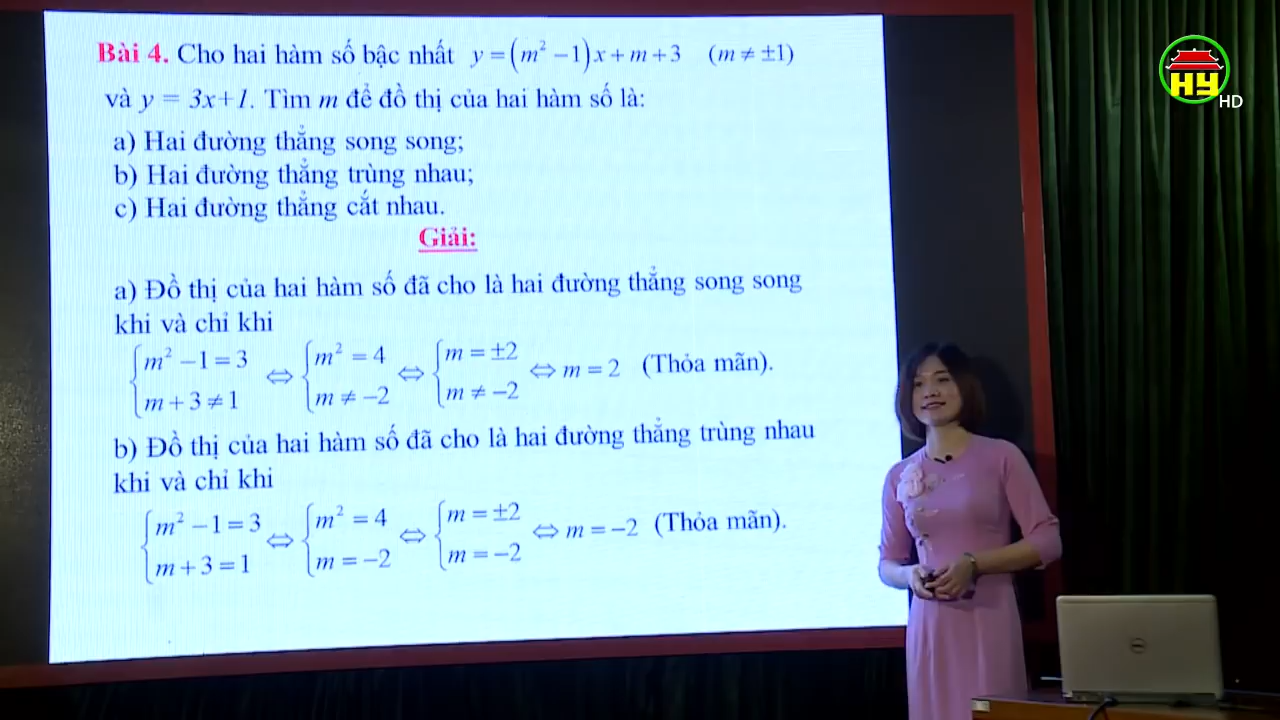 Bài 4. Cho hai hàm số bậc nhất y = (m² − 1)x + m + 3 (m ≠ ±1)
và y = 3x+1. Tìm m để đồ thị của hai hàm số là:
a) Hai đường thẳng song song;
b) Hai đường thẳng trùng nhau;
c) Hai đường thẳng cắt nhau.
Giải:
a) Đồ thị của hai hàm số đã cho là hai đường thẳng song song
khi và chỉ khi
{ m² − 1 = 3 ⇔ { m² = 4 ⇔ { m = ±2 ⇔ m = 2 (Thỏa mãn).
m + 3 ≠ 1 m ≠ −2 m ≠ −2
b) Đồ thị của hai hàm số đã cho là hai đường thẳng trùng nhau
khi và chỉ khi
{ m² − 1 = 3 ⇔ { m² = 4 ⇔ { m = ±2 ⇔ m = −2 (Thỏa mãn).
m + 3 = 1 m = −2 m = −2
HY
HD
DELL